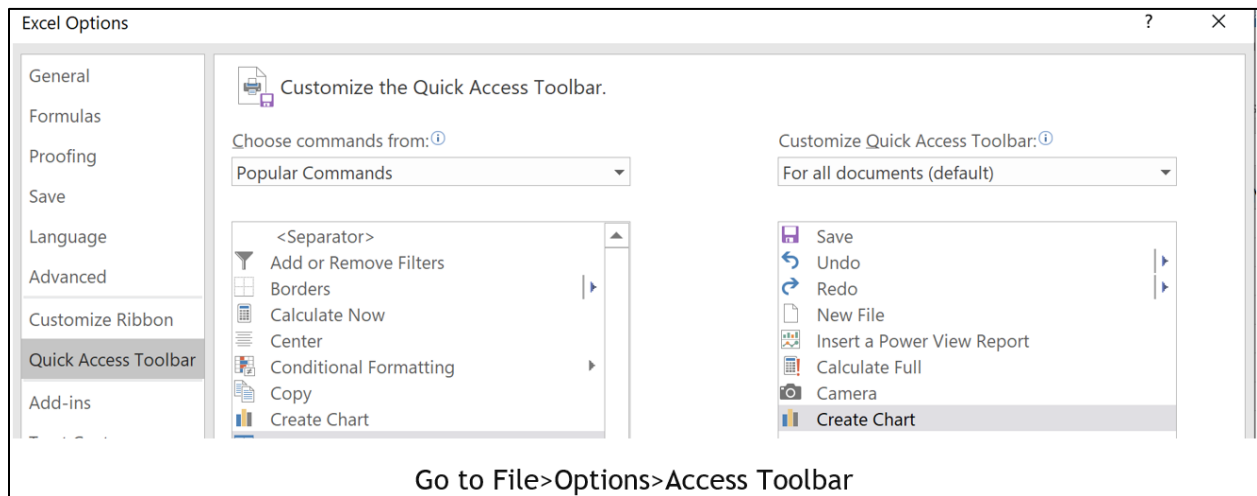 Excel Options
? X
General
Formulas
Proofing
Save
Language
Advanced
Customize Ribbon
Quick Access Toolbar
Add-ins
Customize the Quick Access Toolbar.
Choose commands from:
Popular Commands
<Separator>
Add or Remove Filters
Borders
Calculate Now
Center
Conditional Formatting
Copy
Create Chart
Customize Quick Access Toolbar:
For all documents (default)
Save
Undo
Redo
New File
Insert a Power View Report
Calculate Full
Camera
Create Chart
Go to File>Options>Access Toolbar